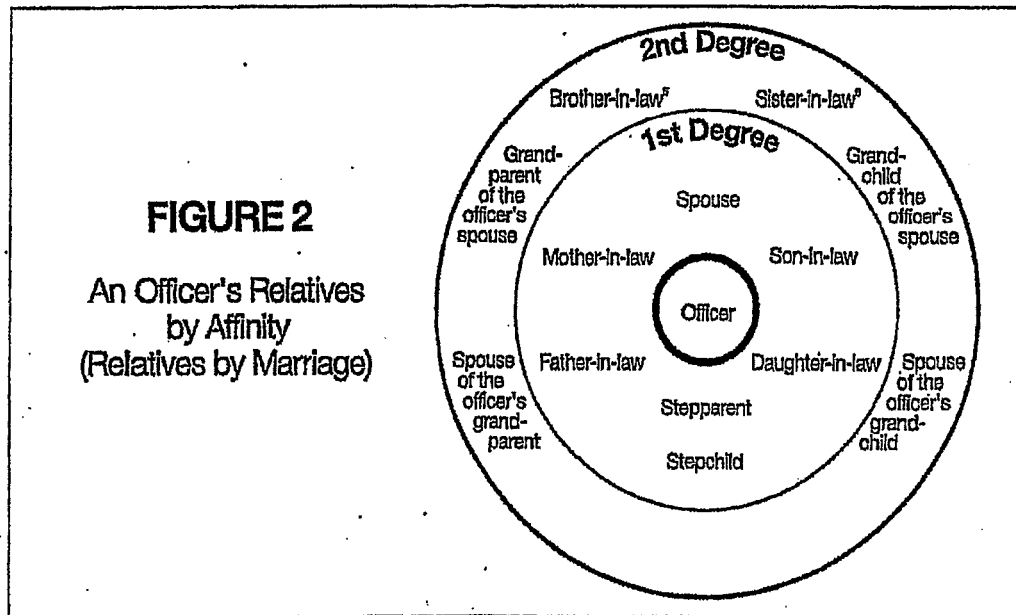 FIGURE 2
An Officer's Relatives
by Affinity
(Relatives by Marriage)
2nd Degree
Brother-in-law
Sister-in-law
Grand-
parent
of the
officer's
spouse
Grand-
child
of the
officer's
spouse
1st Degree
Spouse
Mother-in-law
Son-in-law
Officer
Father-in-law
Daughter-in-law
Stepparent
Stepchild
Spouse
of the
officer's
grand-
parent
Spouse
of the
officer's
grand-
child